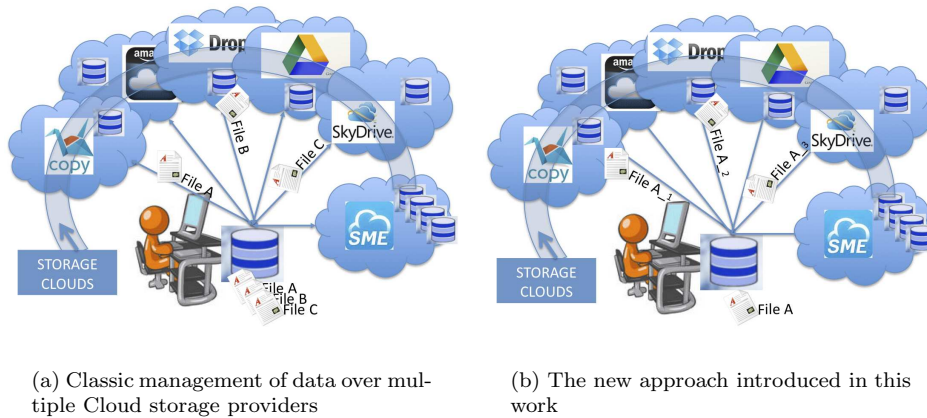 amaz
Drop
SkyDrive
copy
File A
File B
File C
SME
STORAGE
CLOUDS
File A
File B
File C
(a) Classic management of data over mul-
tiple Cloud storage providers
ama
Drop
SkyDrive
copy
File A_1
File A_2
File A_3
SME
STORAGE
CLOUDS
File A
(b) The new approach introduced in this
work